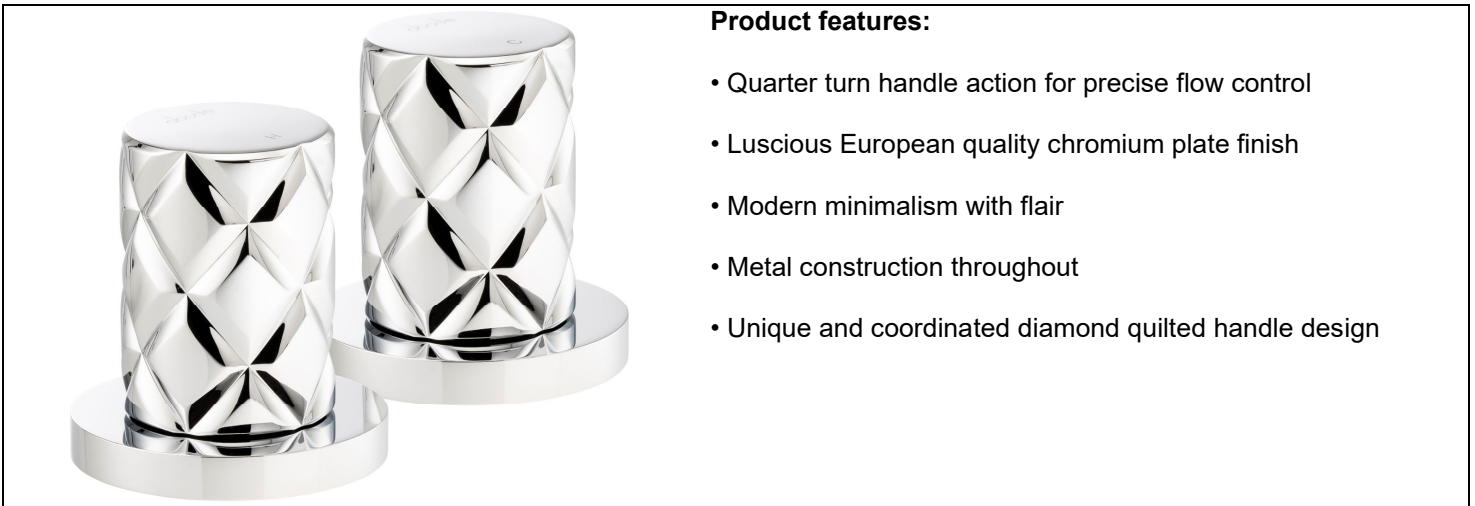 Product features:
• Quarter turn handle action for precise flow control
• Luscious European quality chromium plate finish
• Modern minimalism with flair
• Metal construction throughout
• Unique and coordinated diamond quilted handle design
C
H